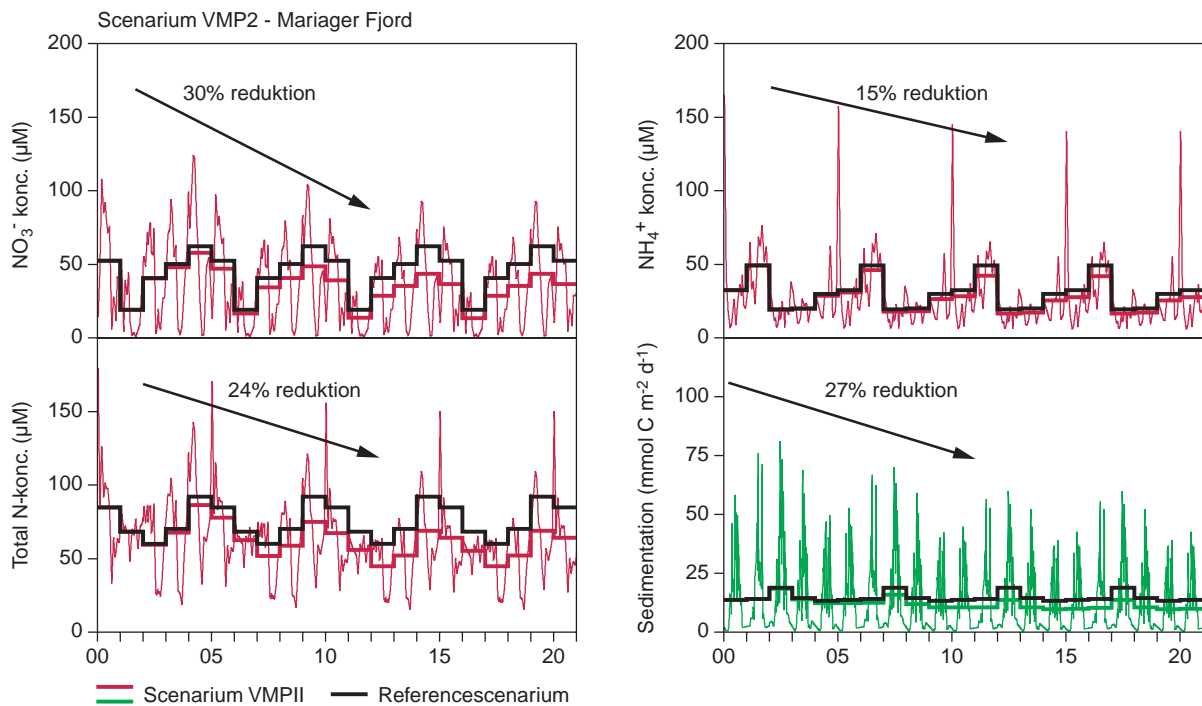 Scenarium VMP2 - Mariager Fjord
200
150
100
50
0
NO₃⁻ konc. (µM)
30% reduktion
200
150
100
50
0
NH₄⁺ konc. (µM)
15% reduktion
150
100
50
0
Total N-konc. (µM)
24% reduktion
00 05 10 15 20
100
75
50
25
0
Sedimentation (mmol C m⁻² d⁻¹)
27% reduktion
00 05 10 15 20
Scenarium VMPII Referencescenarium